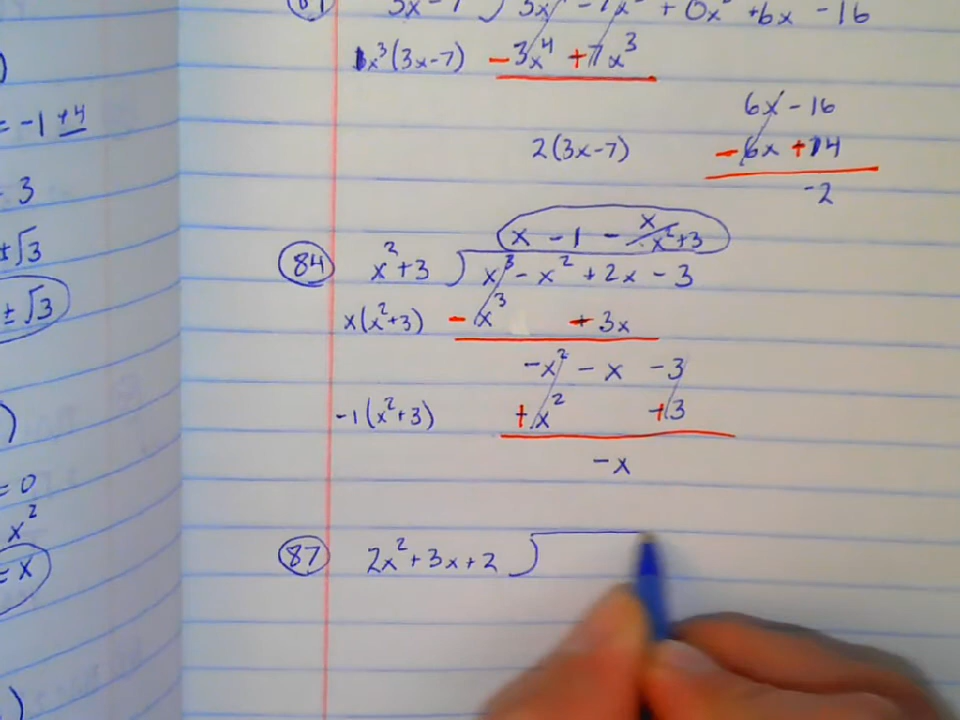 3x - 7 ) 3x⁴ - 7x³ + 0x² + 6x - 16
x³(3x-7) -3x⁴ +7x³
6x - 16
2(3x-7) -6x +14
-2
x - 1 - x/(x²+3)
84 x²+3 ) x³ - x² + 2x - 3
x(x²+3) -x³ +3x
-x² - x - 3
-1(x²+3) +x² +3
-x
87 2x²+3x+2 )
)
= -1 +4
3
±√3
± √3
)
= 0
x²
= x
)